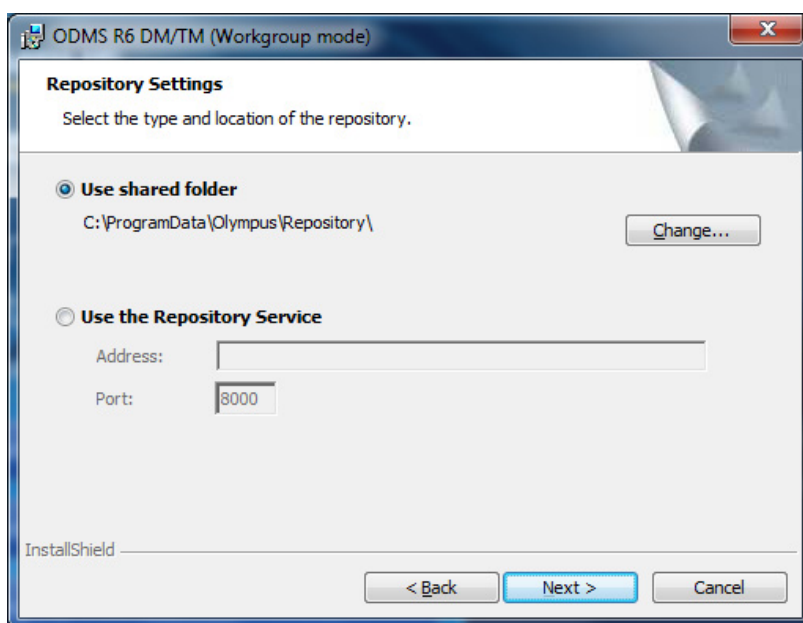 ODMS R6 DM/TM (Workgroup mode)
Repository Settings
Select the type and location of the repository.
Use shared folder
C:\ProgramData\Olympus\Repository\
Change...
Use the Repository Service
Address:
Port:
8000
InstallShield
< Back
Next >
Cancel